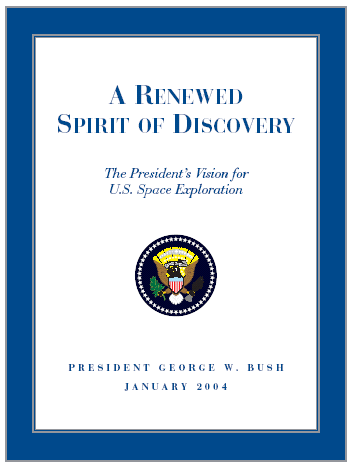 A RENEWED
SPIRIT OF DISCOVERY
The President's Vision for
U.S. Space Exploration
PRESIDENT GEORGE W. BUSH
JANUARY 2004